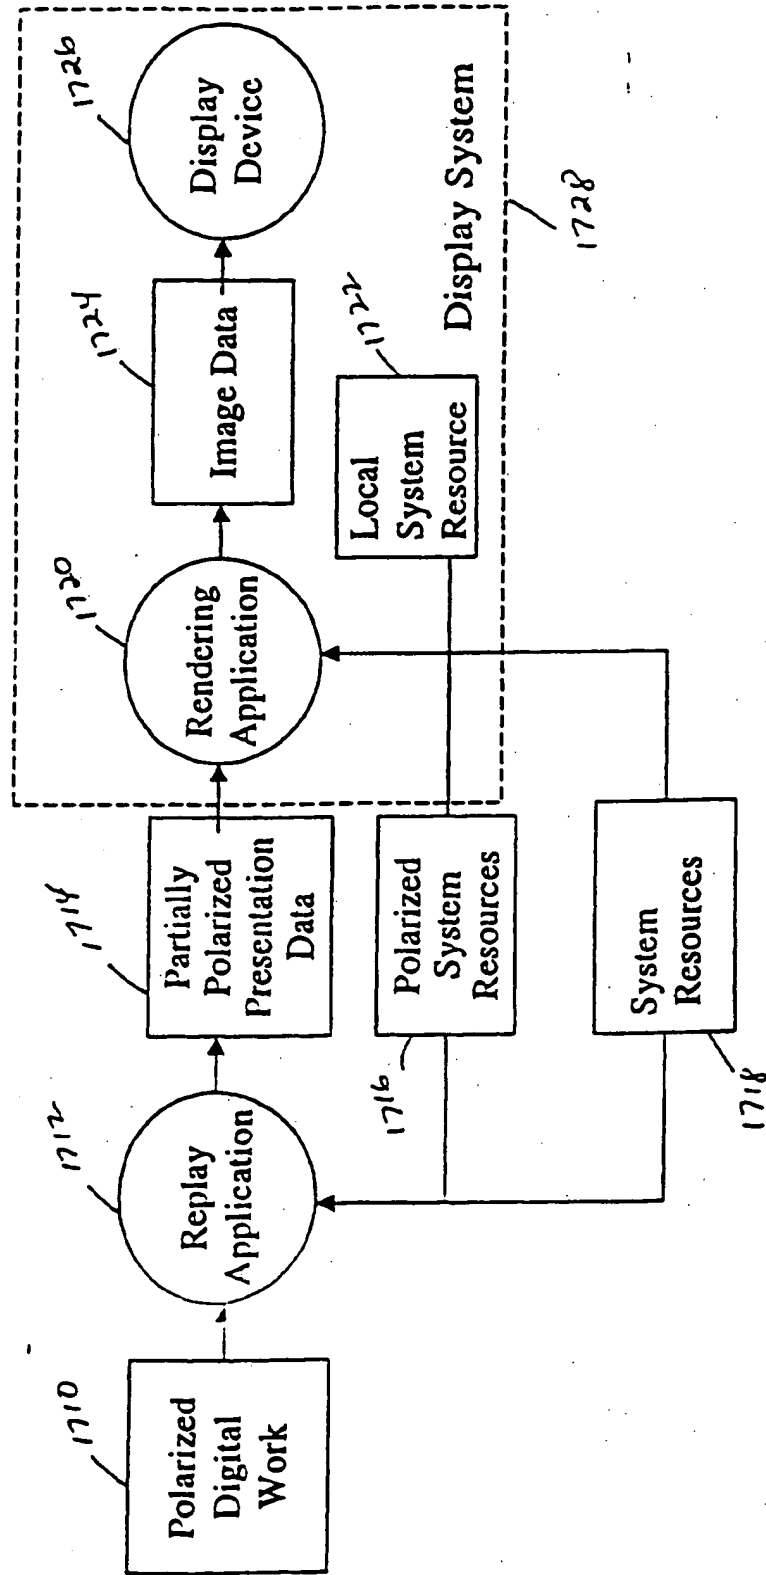 1710
Polarized
Digital
Work
1712
Replay
Application
1714
Partially
Polarized
Presentation
Data
1716
Polarized
System
Resources
System
Resources
1718
1720
Rendering
Application
1722
Local
System
Resource
1724
Image Data
1726
Display
Device
Display System
1728